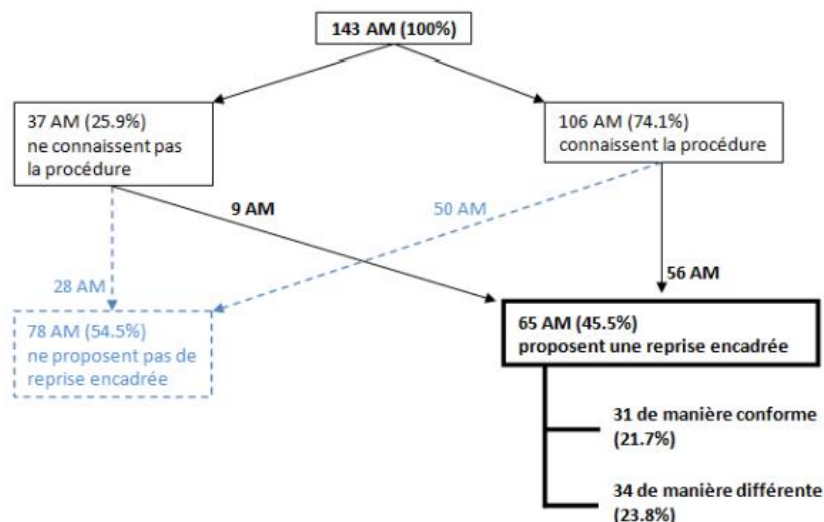 143 AM (100%)
37 AM (25.9%)
ne connaissent pas
la procédure
106 AM (74.1%)
connaissent la procédure
9 AM
50 AM
28 AM
56 AM
78 AM (54.5%)
ne proposent pas de
reprise encadrée
65 AM (45.5%)
proposent une reprise encadrée
31 de manière conforme
(21.7%)
34 de manière différente
(23.8%)